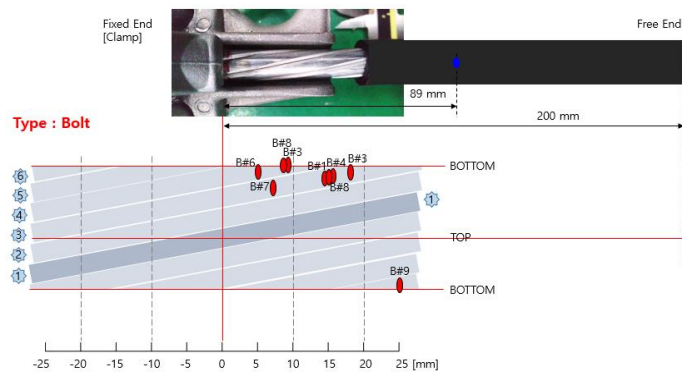 Fixed End
[Clamp]
Free End
89 mm
200 mm
Type : Bolt
B#8
B#3
B#6
B#1
B#4
B#3
B#7
B#8
BOTTOM
6
5
4
3
2
1
1
TOP
B#9
BOTTOM
-25
-20
-15
-10
-5
0
5
10
15
20
25
[mm]